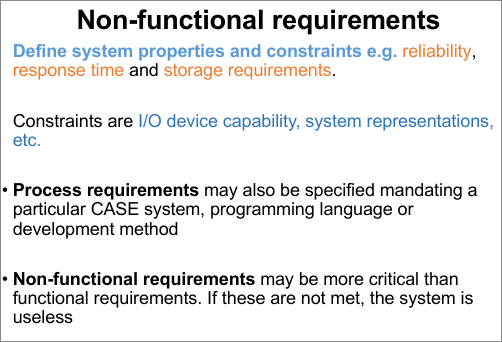 Non-functional requirements
Define system properties and constraints e.g. reliability,
response time and storage requirements.
Constraints are I/O device capability, system representations,
etc.
• Process requirements may also be specified mandating a
particular CASE system, programming language or
development method
• Non-functional requirements may be more critical than
functional requirements. If these are not met, the system is
useless